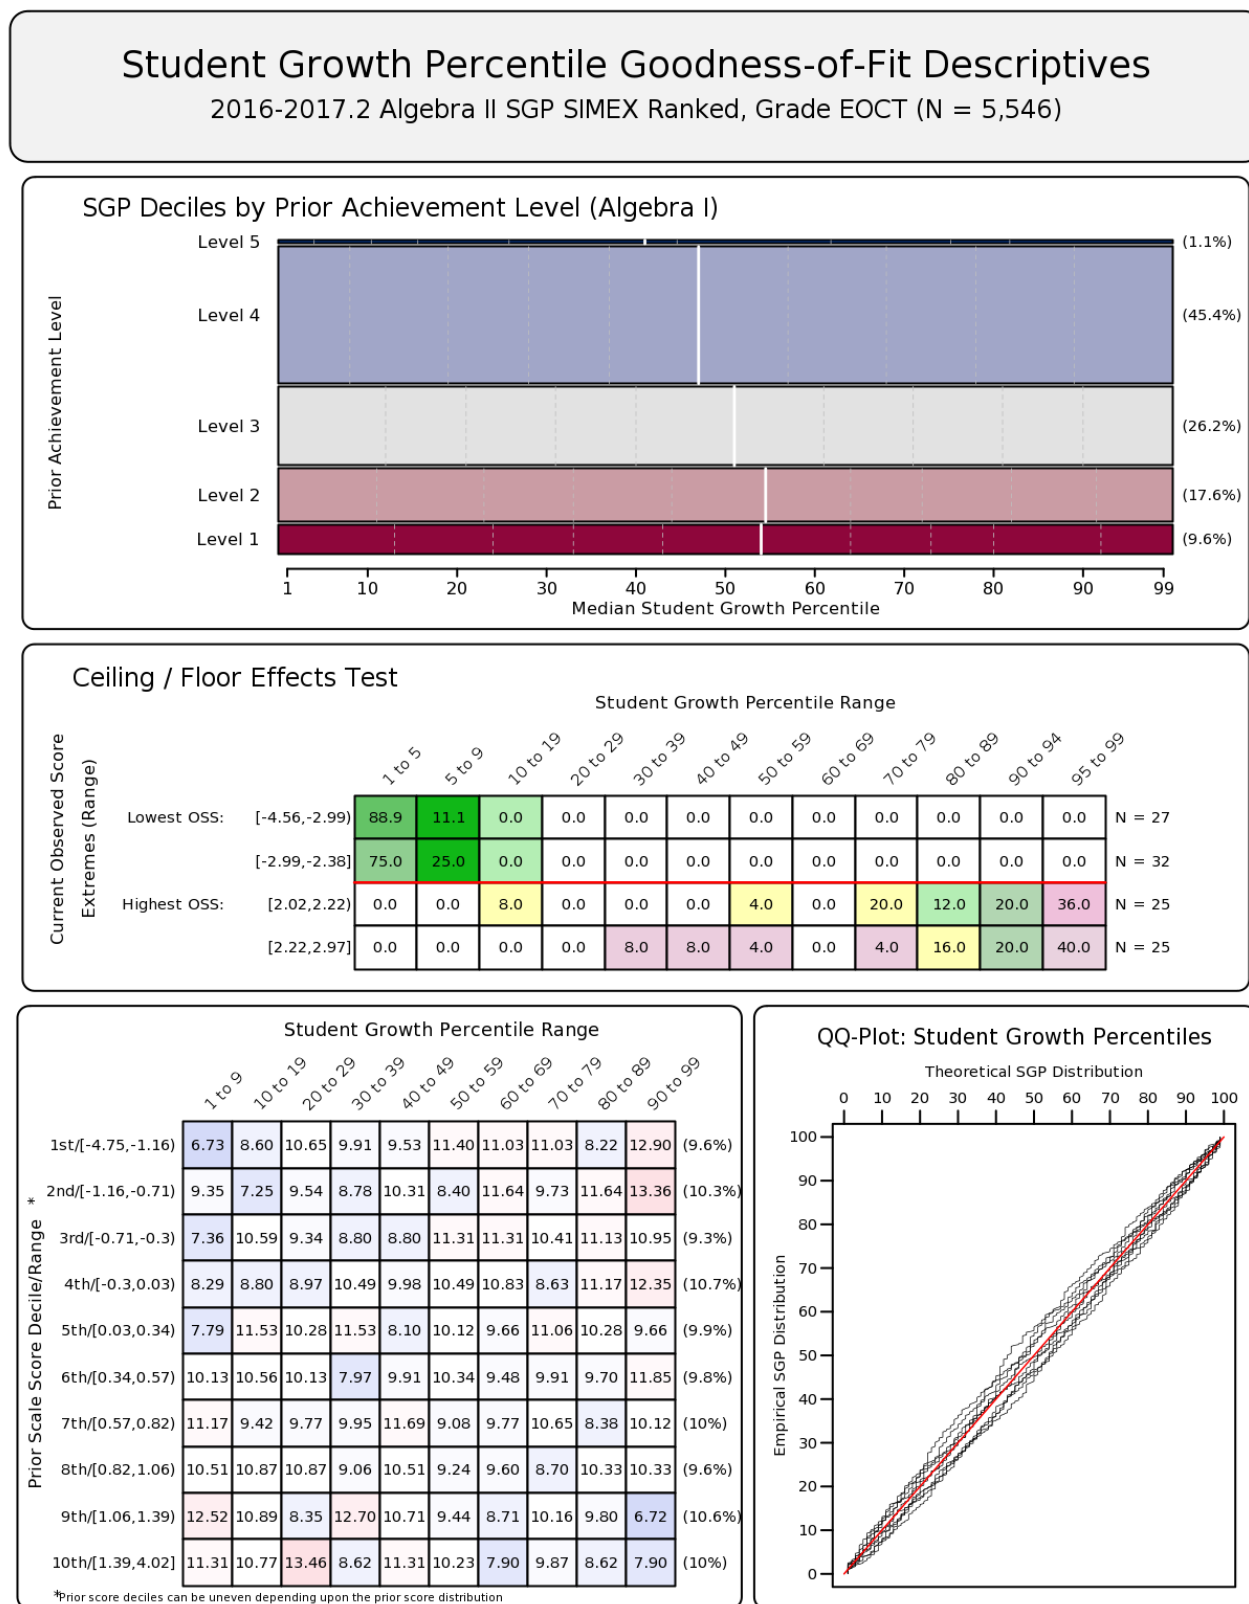 Student Growth Percentile Goodness-of-Fit Descriptives
2016-2017.2 Algebra II SGP SIMEX Ranked, Grade EOCT (N = 5,546)
SGP Deciles by Prior Achievement Level (Algebra I)
Prior Achievement Level
Level 5 (1.1%)
Level 4 (45.4%)
Level 3 (26.2%)
Level 2 (17.6%)
Level 1 (9.6%)
1 10 20 30 40 50 60 70 80 90 99
Median Student Growth Percentile
Ceiling / Floor Effects Test
Student Growth Percentile Range
Current Observed Score
Extremes (Range)
1 to 5 5 to 9 10 to 19 20 to 29 30 to 39 40 to 49 50 to 59 60 to 69 70 to 79 80 to 89 90 to 94 95 to 99
Lowest OSS: [-4.56,-2.99) 88.9 11.1 0.0 0.0 0.0 0.0 0.0 0.0 0.0 0.0 0.0 0.0 N = 27
[-2.99,-2.38] 75.0 25.0 0.0 0.0 0.0 0.0 0.0 0.0 0.0 0.0 0.0 0.0 N = 32
Highest OSS: [2.02,2.22) 0.0 0.0 8.0 0.0 0.0 0.0 4.0 0.0 20.0 12.0 20.0 36.0 N = 25
[2.22,2.97] 0.0 0.0 0.0 0.0 8.0 8.0 4.0 0.0 4.0 16.0 20.0 40.0 N = 25
Student Growth Percentile Range
Prior Scale Score Decile/Range *
1 to 9 10 to 19 20 to 29 30 to 39 40 to 49 50 to 59 60 to 69 70 to 79 80 to 89 90 to 99
1st/[-4.75,-1.16) 6.73 8.60 10.65 9.91 9.53 11.40 11.03 11.03 8.22 12.90 (9.6%)
2nd/[-1.16,-0.71) 9.35 7.25 9.54 8.78 10.31 8.40 11.64 9.73 11.64 13.36 (10.3%)
3rd/[-0.71,-0.3) 7.36 10.59 9.34 8.80 8.80 11.31 11.31 10.41 11.13 10.95 (9.3%)
4th/[-0.3,0.03) 8.29 8.80 8.97 10.49 9.98 10.49 10.83 8.63 11.17 12.35 (10.7%)
5th/[0.03,0.34) 7.79 11.53 10.28 11.53 8.10 10.12 9.66 11.06 10.28 9.66 (9.9%)
6th/[0.34,0.57) 10.13 10.56 10.13 7.97 9.91 10.34 9.48 9.91 9.70 11.85 (9.8%)
7th/[0.57,0.82) 11.17 9.42 9.77 9.95 11.69 9.08 9.77 10.65 8.38 10.12 (10%)
8th/[0.82,1.06) 10.51 10.87 10.87 9.06 10.51 9.24 9.60 8.70 10.33 10.33 (9.6%)
9th/[1.06,1.39) 12.52 10.89 8.35 12.70 10.71 9.44 8.71 10.16 9.80 6.72 (10.6%)
10th/[1.39,4.02] 11.31 10.77 13.46 8.62 11.31 10.23 7.90 9.87 8.62 7.90 (10%)
*Prior score deciles can be uneven depending upon the prior score distribution
QQ-Plot: Student Growth Percentiles
Theoretical SGP Distribution
0 10 20 30 40 50 60 70 80 90 100
Empirical SGP Distribution
100
90
80
70
60
50
40
30
20
10
0